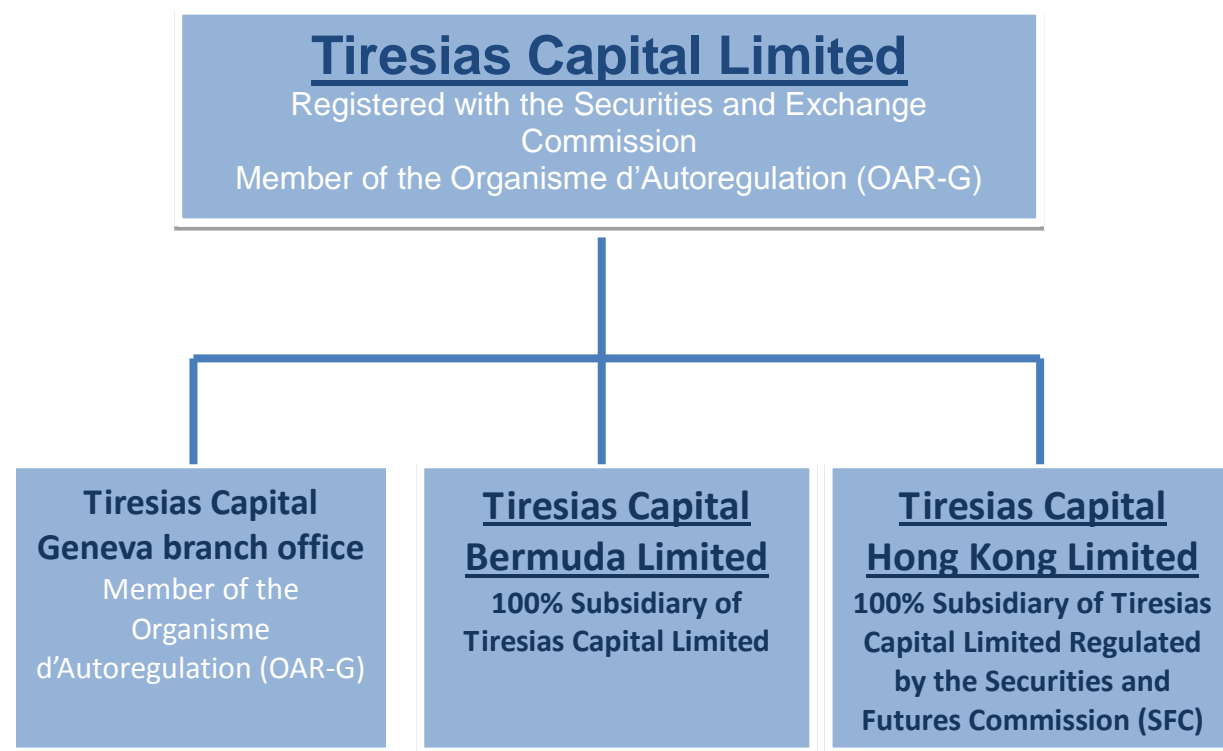 Tiresias Capital Limited
Registered with the Securities and Exchange
Commission
Member of the Organisme d’Autoregulation (OAR-G)
Tiresias Capital
Geneva branch office
Member of the
Organisme
d’Autoregulation (OAR-G)
Tiresias Capital
Bermuda Limited
100% Subsidiary of
Tiresias Capital Limited
Tiresias Capital
Hong Kong Limited
100% Subsidiary of Tiresias
Capital Limited Regulated
by the Securities and
Futures Commission (SFC)